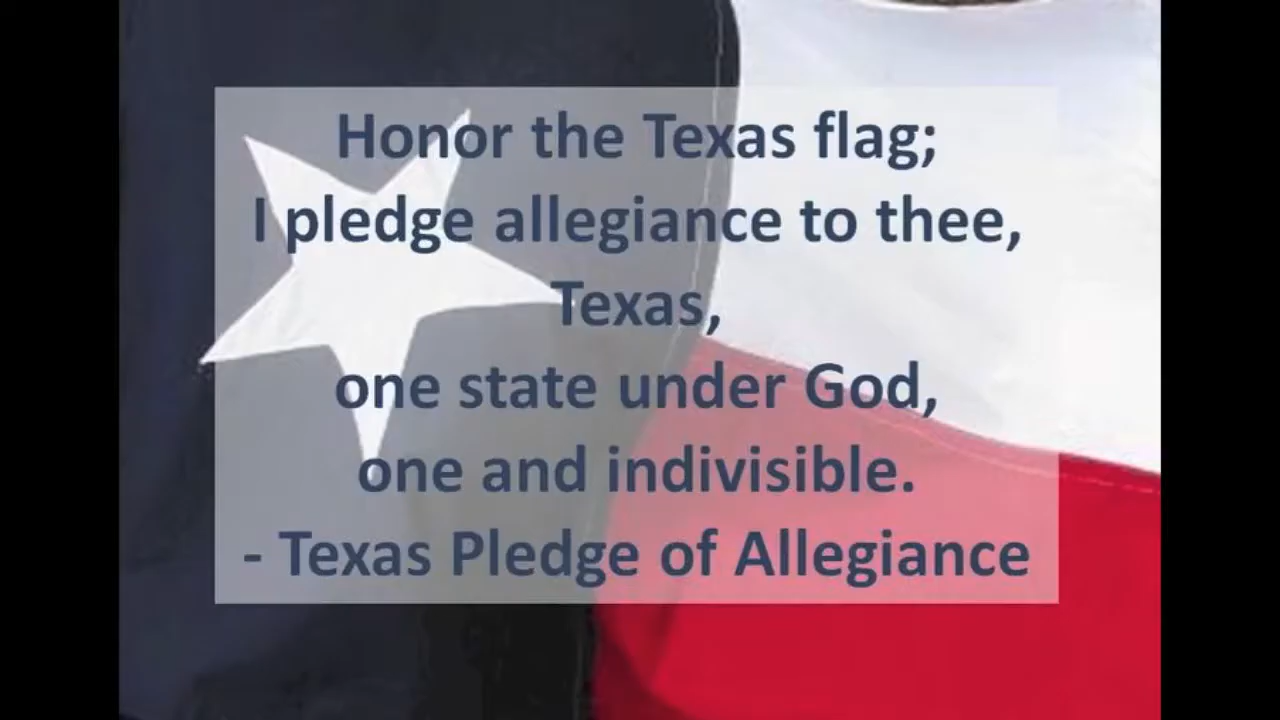 Honor the Texas flag;
I pledge allegiance to thee,
Texas,
one state under God,
one and indivisible.
- Texas Pledge of Allegiance